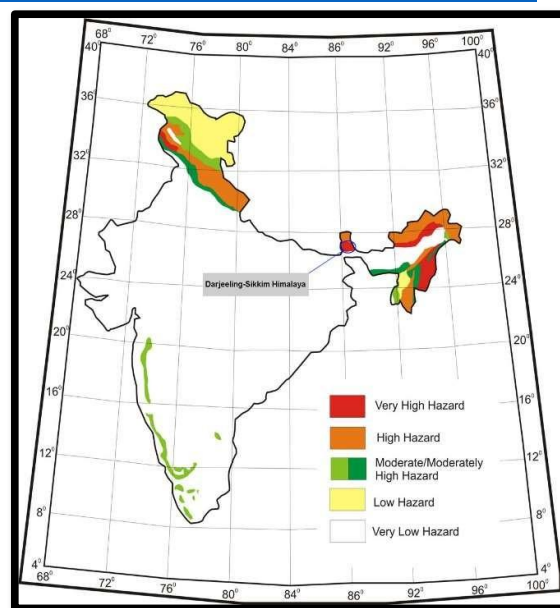 68° 72° 76° 80° 84° 88° 92° 96° 100°
40° 40°
36° 36°
32° 32°
28° 28°
24° 24°
20° 20°
16° 16°
12° 12°
8° 8°
4° 4°
68° 72° 76° 80° 84° 88° 92° 96° 100°
Darjeeling-Sikkim Himalaya
Very High Hazard
High Hazard
Moderate/Moderately
High Hazard
Low Hazard
Very Low Hazard